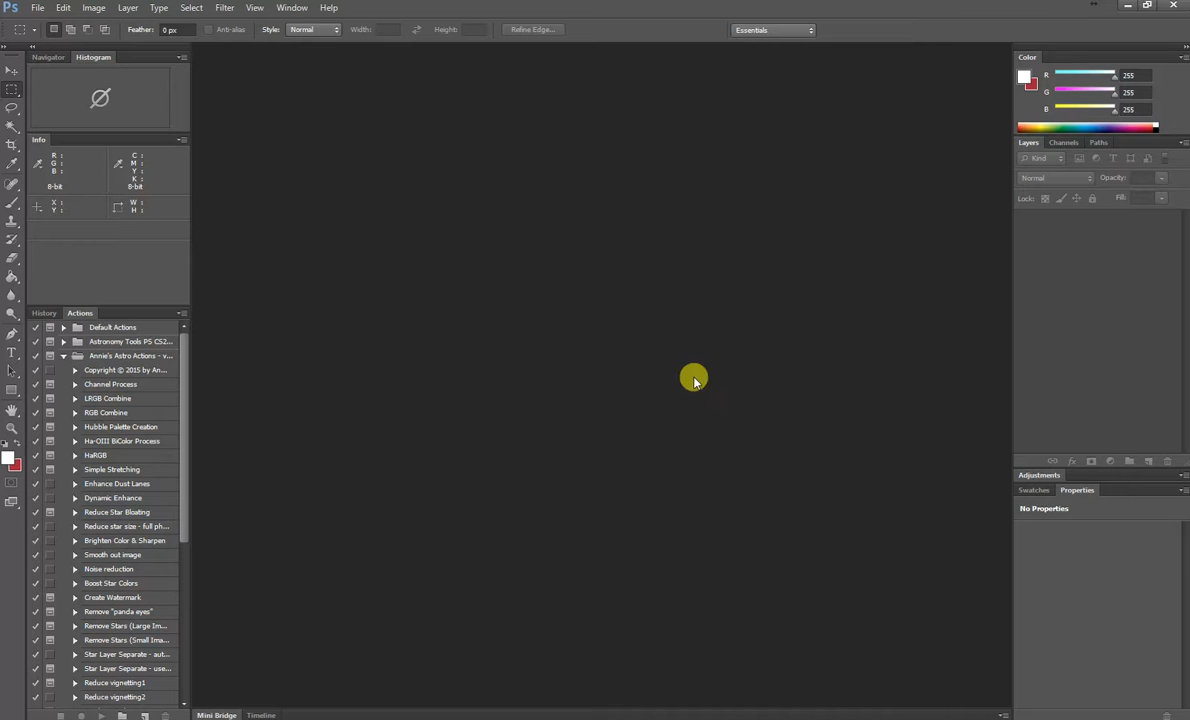 Ps File Edit Image Layer Type Select Filter View Window Help
Feather: 0 px Anti-alias Style: Normal Width: Height: Refine Edge... Essentials
Navigator Histogram
Info
R : C :
G : M :
B : Y :
K :
8-bit 8-bit
X : W :
Y : H :
History Actions
Default Actions
Astronomy Tools PS CS2...
Annie's Astro Actions - v...
Copyright © 2015 by An...
Channel Process
LRGB Combine
RGB Combine
Hubble Palette Creation
Ha-OIII BiColor Process
HaRGB
Simple Stretching
Enhance Dust Lanes
Dynamic Enhance
Reduce Star Bloating
Reduce star size - full ph...
Brighten Color & Sharpen
Smooth out image
Noise reduction
Boost Star Colors
Create Watermark
Remove "panda eyes"
Remove Stars (Large Im...
Remove Stars (Small Ima...
Star Layer Separate - aut...
Star Layer Separate - use...
Reduce vignetting1
Reduce vignetting2
Mini Bridge Timeline
Color
R 255
G 255
B 255
Layers Channels Paths
Kind
Normal Opacity:
Lock: Fill:
Adjustments
Swatches Properties
No Properties